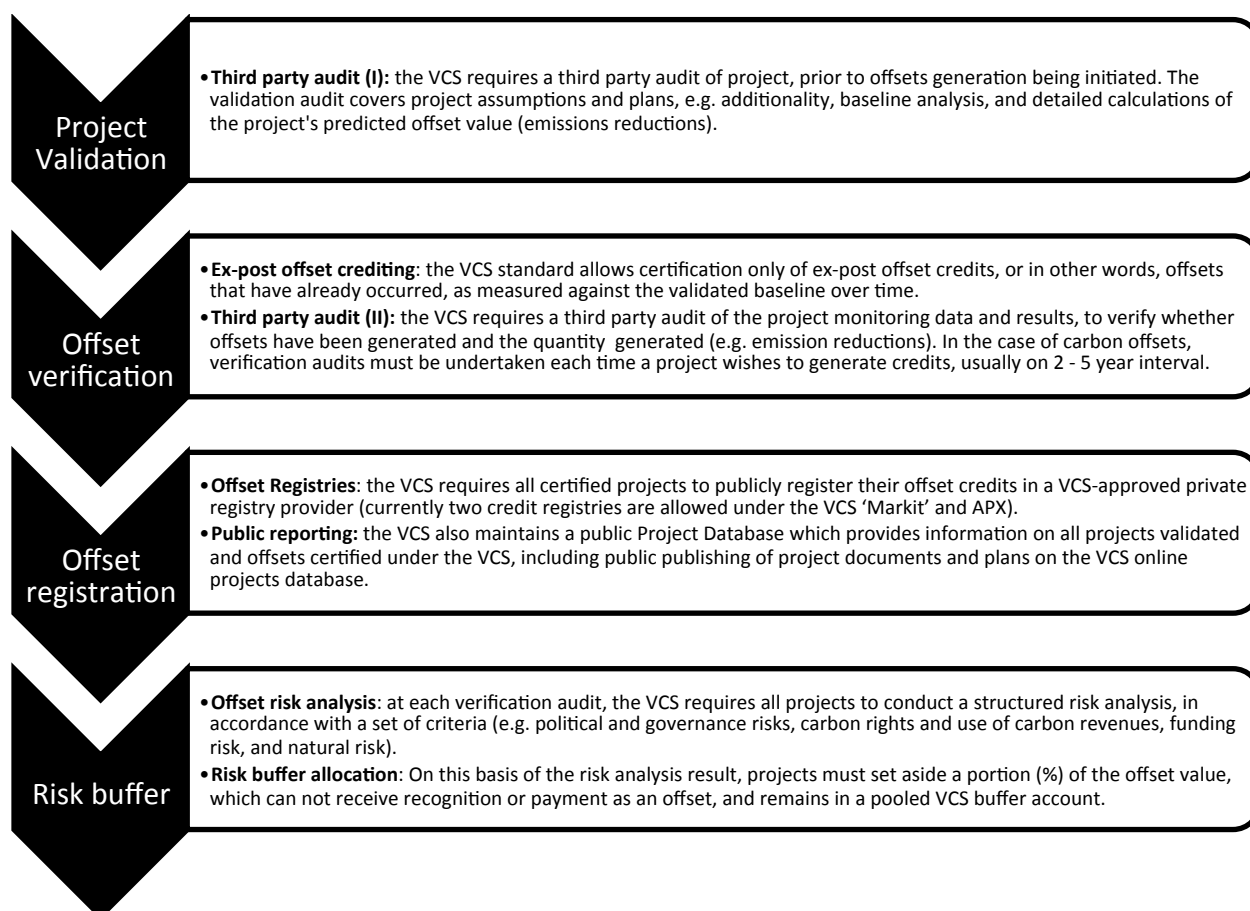 Project
Validation
•Third party audit (I): the VCS requires a third party audit of project, prior to offsets generation being initiated. The
validation audit covers project assumptions and plans, e.g. additionality, baseline analysis, and detailed calculations of
the project's predicted offset value (emissions reductions).
Offset
verification
•Ex-post offset crediting: the VCS standard allows certification only of ex-post offset credits, or in other words, offsets
that have already occurred, as measured against the validated baseline over time.
•Third party audit (II): the VCS requires a third party audit of the project monitoring data and results, to verify whether
offsets have been generated and the quantity generated (e.g. emission reductions). In the case of carbon offsets,
verification audits must be undertaken each time a project wishes to generate credits, usually on 2 - 5 year interval.
Offset
registration
•Offset Registries: the VCS requires all certified projects to publicly register their offset credits in a VCS-approved private
registry provider (currently two credit registries are allowed under the VCS ‘Markit’ and APX).
•Public reporting: the VCS also maintains a public Project Database which provides information on all projects validated
and offsets certified under the VCS, including public publishing of project documents and plans on the VCS online
projects database.
Risk buffer
•Offset risk analysis: at each verification audit, the VCS requires all projects to conduct a structured risk analysis, in
accordance with a set of criteria (e.g. political and governance risks, carbon rights and use of carbon revenues, funding
risk, and natural risk).
•Risk buffer allocation: On this basis of the risk analysis result, projects must set aside a portion (%) of the offset value,
which can not receive recognition or payment as an offset, and remains in a pooled VCS buffer account.